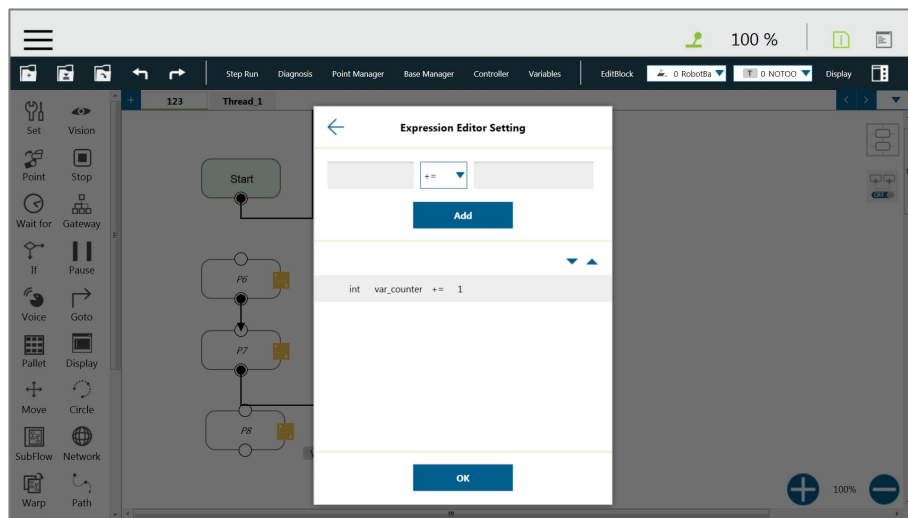 100 %
Step Run Diagnosis Point Manager Base Manager Controller Variables EditBlock 0 RobotBa T 0 NOTOO Display
123 Thread_1
Set Vision
Point Stop
Wait for Gateway
If Pause
Voice Goto
Pallet Display
Move Circle
SubFlow Network
Warp Path
Start
P6
P7
P8
Expression Editor Setting
+=
Add
int var_counter += 1
OK
OFF
100%